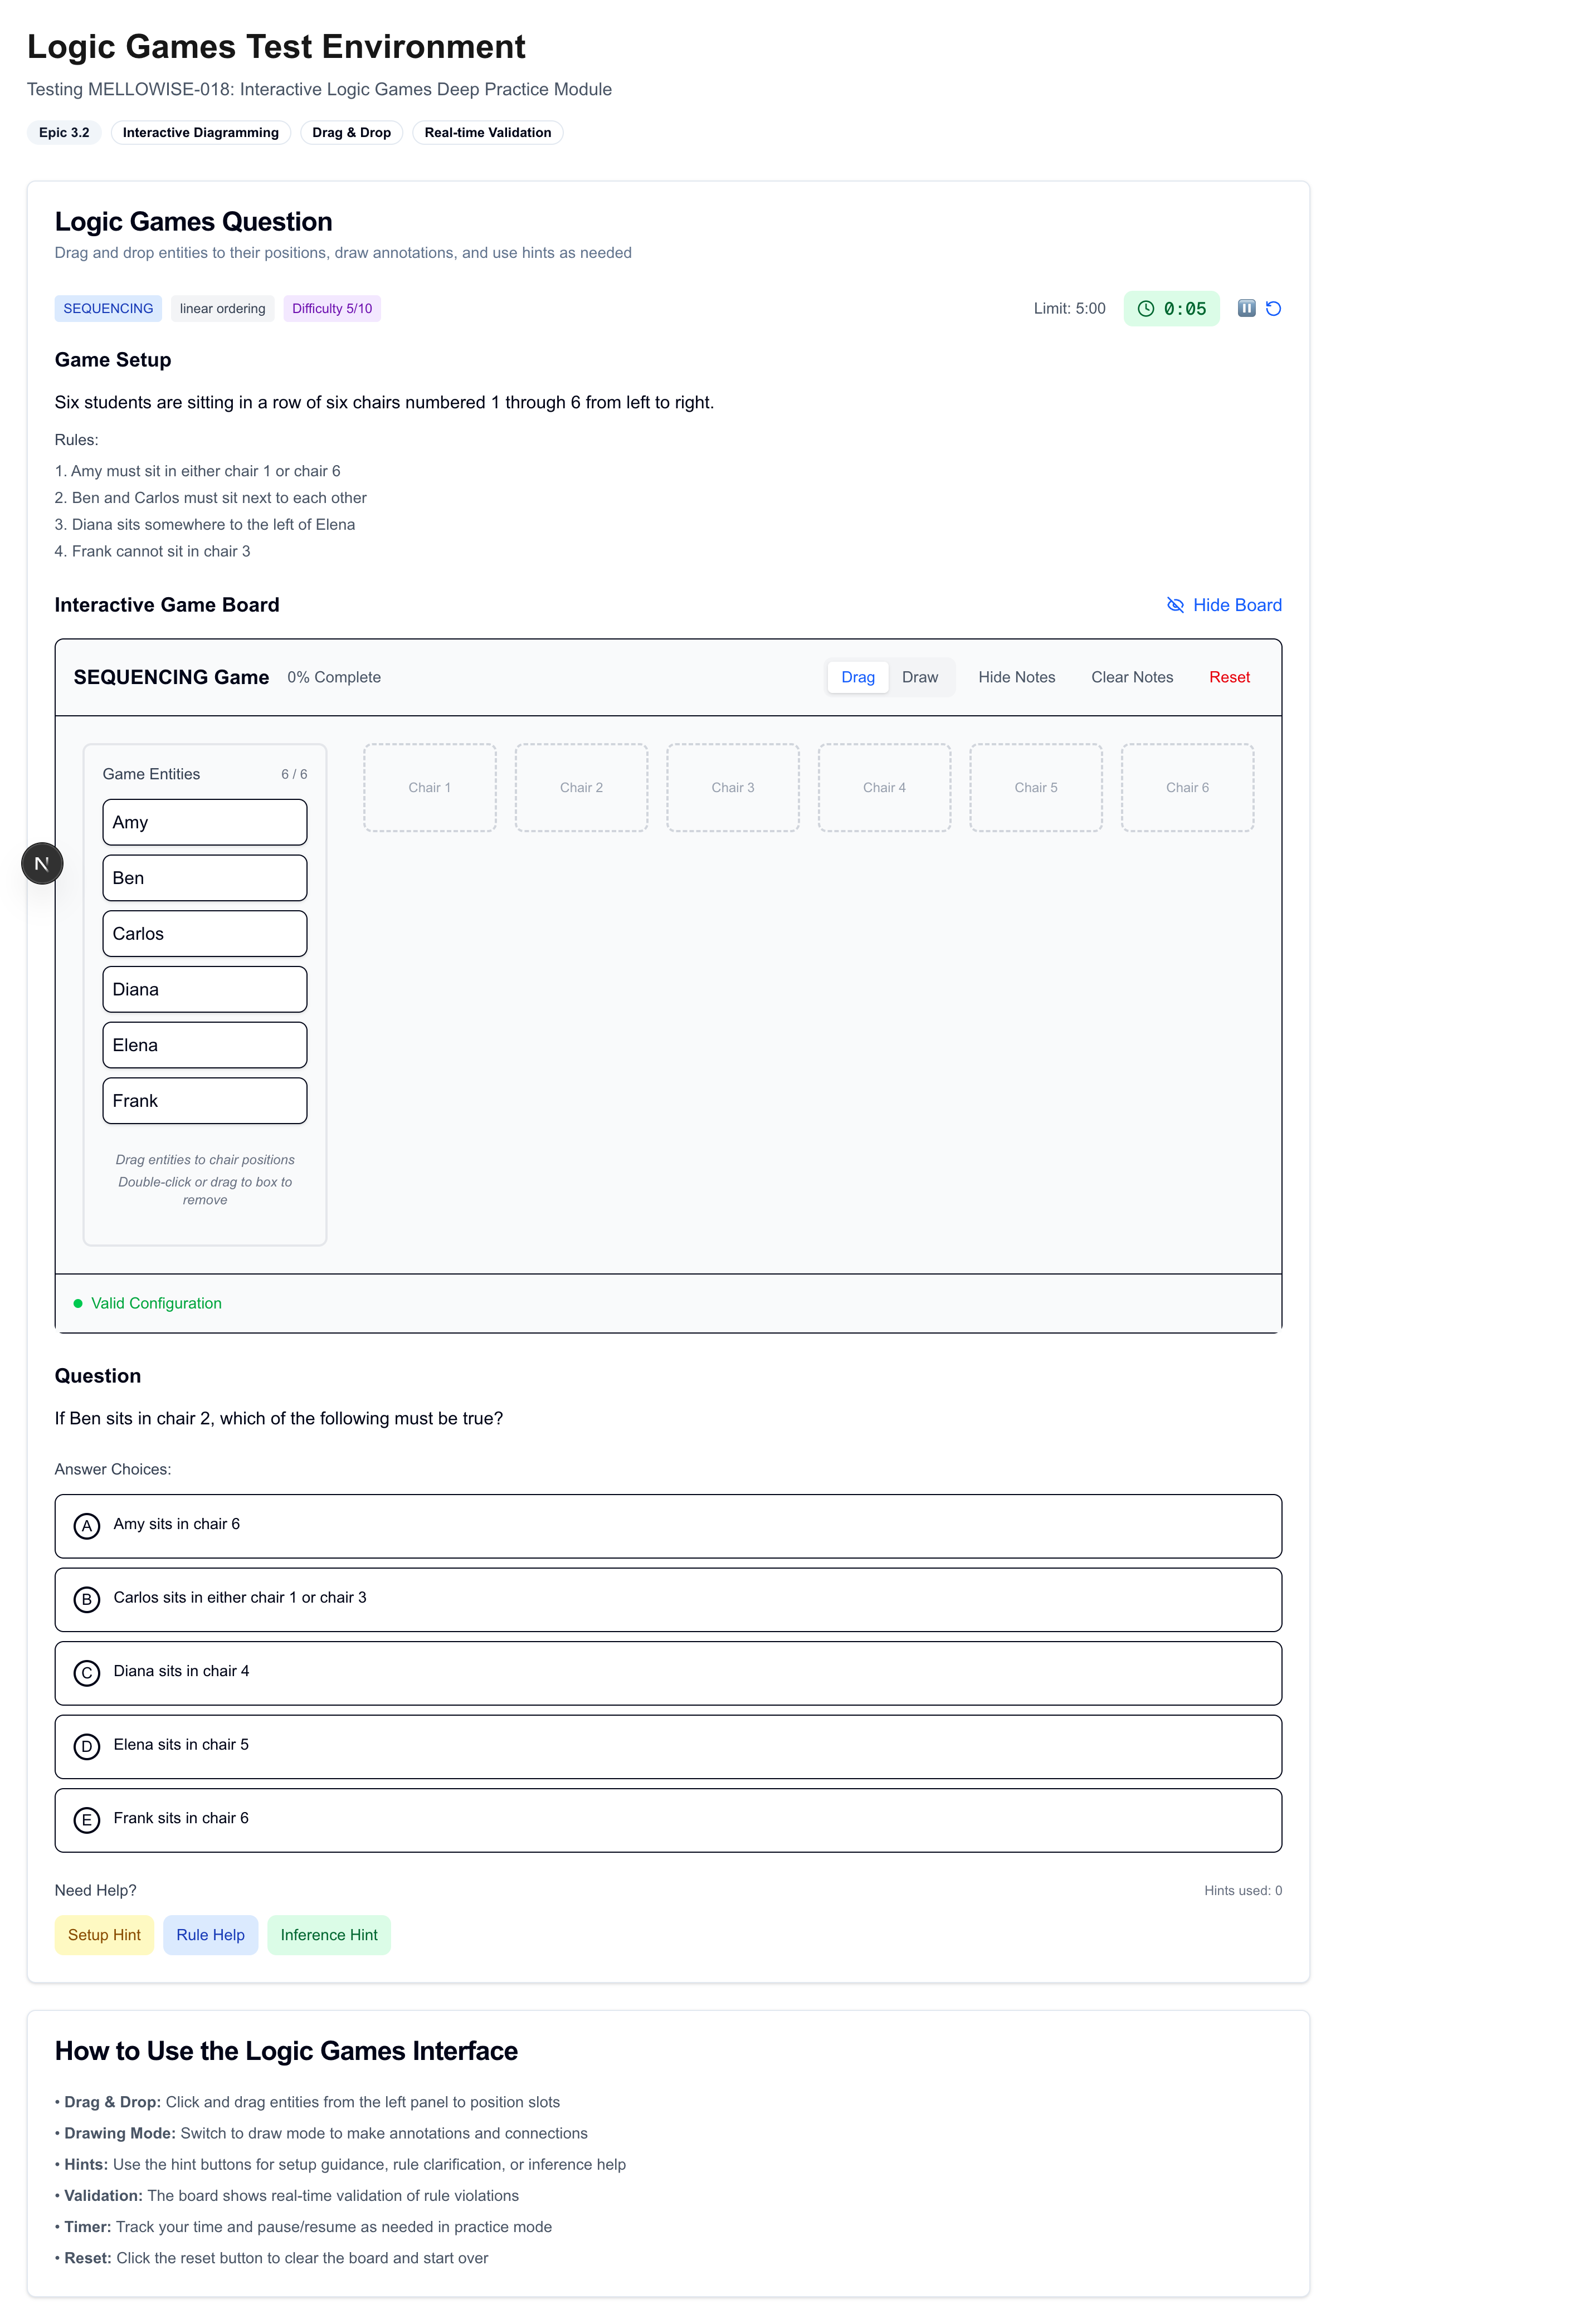 Logic Games Test Environment
Testing MELLOWISE-018: Interactive Logic Games Deep Practice Module
Epic 3.2
Interactive Diagramming
Drag & Drop
Real-time Validation
Logic Games Question
Drag and drop entities to their positions, draw annotations, and use hints as needed
SEQUENCING
linear ordering
Difficulty 5/10
Limit: 5:00
0:05
Game Setup
Six students are sitting in a row of six chairs numbered 1 through 6 from left to right.
Rules:
1. Amy must sit in either chair 1 or chair 6
2. Ben and Carlos must sit next to each other
3. Diana sits somewhere to the left of Elena
4. Frank cannot sit in chair 3
Interactive Game Board
Hide Board
SEQUENCING Game
0% Complete
Drag
Draw
Hide Notes
Clear Notes
Reset
Game Entities
6 / 6
Amy
Ben
Carlos
Diana
Elena
Frank
Drag entities to chair positions
Double-click or drag to box to
remove
Chair 1
Chair 2
Chair 3
Chair 4
Chair 5
Chair 6
N
Valid Configuration
Question
If Ben sits in chair 2, which of the following must be true?
Answer Choices:
A Amy sits in chair 6
B Carlos sits in either chair 1 or chair 3
C Diana sits in chair 4
D Elena sits in chair 5
E Frank sits in chair 6
Need Help?
Hints used: 0
Setup Hint
Rule Help
Inference Hint
How to Use the Logic Games Interface
• Drag & Drop: Click and drag entities from the left panel to position slots
• Drawing Mode: Switch to draw mode to make annotations and connections
• Hints: Use the hint buttons for setup guidance, rule clarification, or inference help
• Validation: The board shows real-time validation of rule violations
• Timer: Track your time and pause/resume as needed in practice mode
• Reset: Click the reset button to clear the board and start over